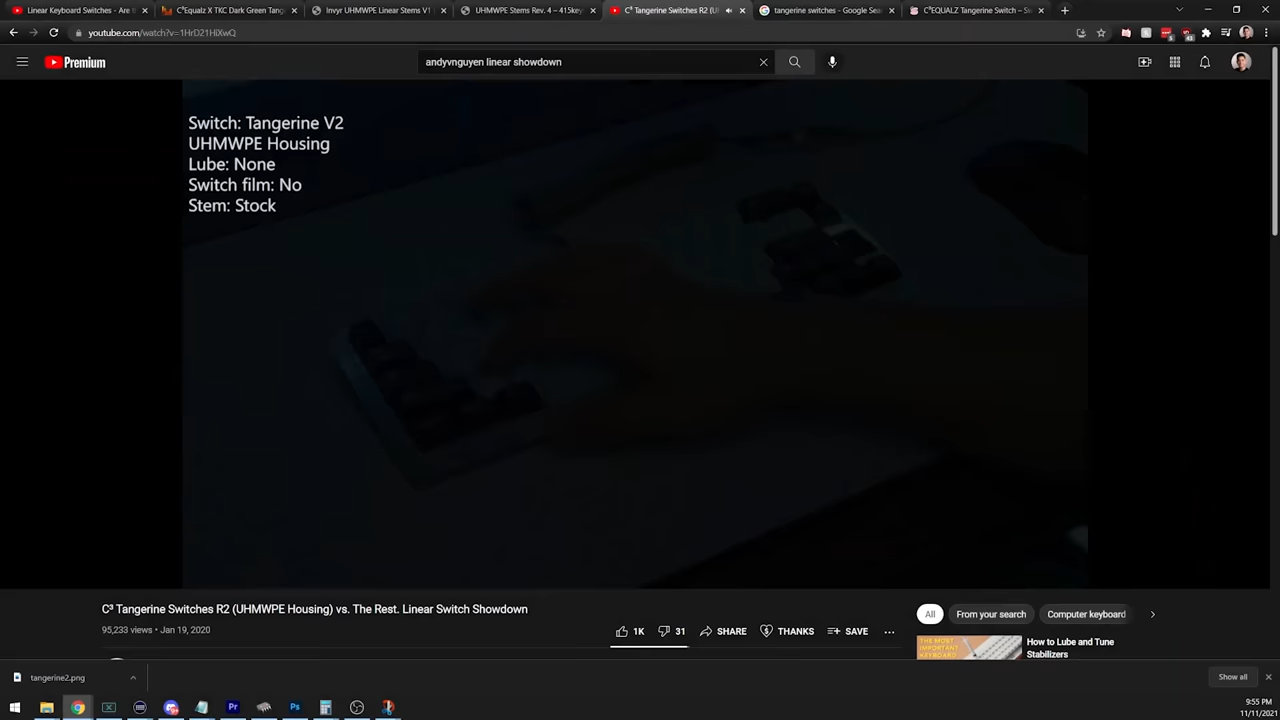 Linear Keyboard Switches - Are t
C³Equalz X TKC Dark Green Tang
Invyr UHMWPE Linear Stems V1
UHMWPE Stems Rev. 4 – 415key
C³ Tangerine Switches R2 (U
tangerine switches - Google Sea
C³EQUALZ Tangerine Switch – Sw
youtube.com/watch?v=1HrD21HiXwQ
Premium
andyvnguyen linear showdown
Switch: Tangerine V2
UHMWPE Housing
Lube: None
Switch film: No
Stem: Stock
C³ Tangerine Switches R2 (UHMWPE Housing) vs. The Rest. Linear Switch Showdown
95,233 views • Jan 19, 2020
1K
31
SHARE
THANKS
SAVE
All
From your search
Computer keyboard
THE MOST
IMPORTANT
KEYBOARD
How to Lube and Tune
Stabilizers
tangerine2.png
Show all
9:55 PM
11/11/2021